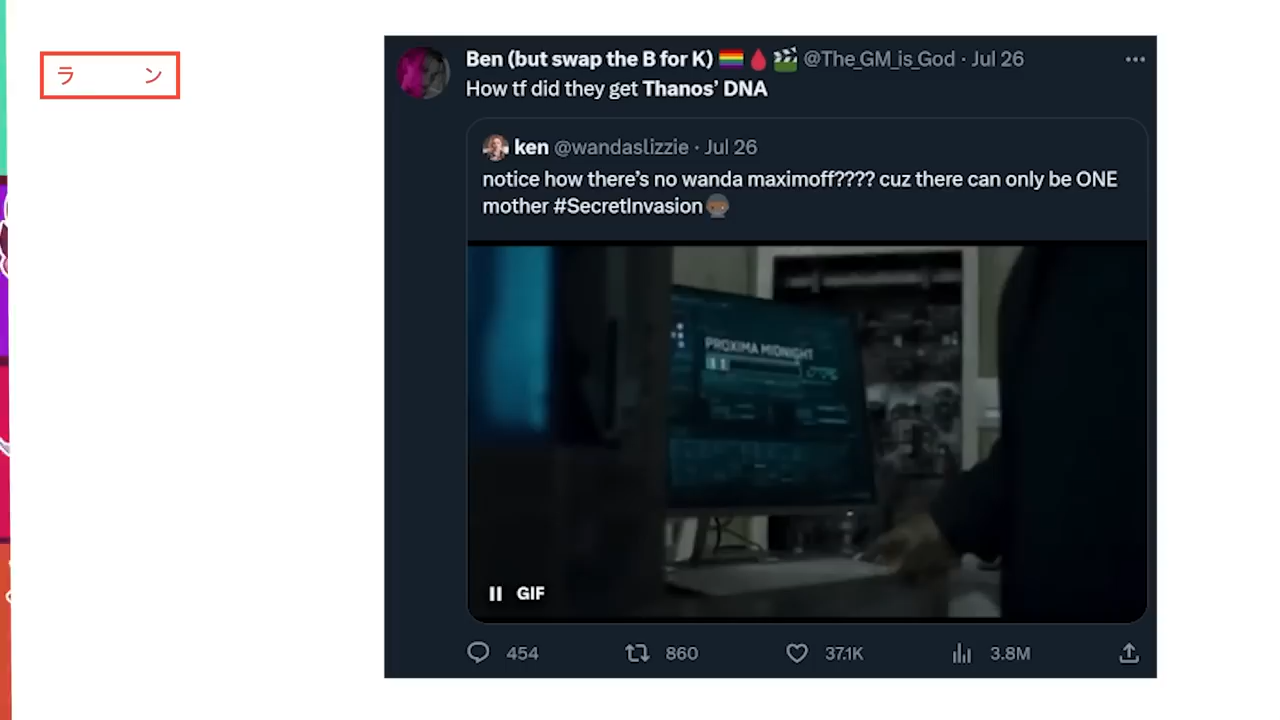 ラ ン
Ben (but swap the B for K) 🏳️‍🌈🩸🎬 @The_GM_is_God · Jul 26
How tf did they get Thanos’ DNA
ken @wandaslizzie · Jul 26
notice how there’s no wanda maximoff???? cuz there can only be ONE
mother #SecretInvasion
PROXIMA MIDNIGHT
GIF
454 860 37.1K 3.8M